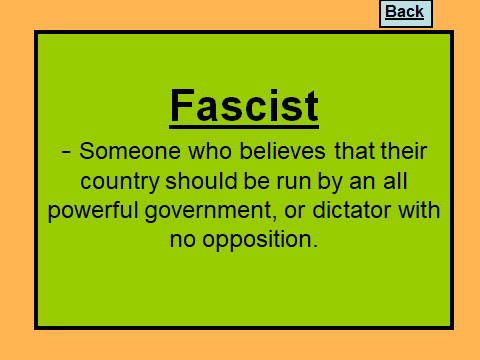 Back
Fascist
- Someone who believes that their
country should be run by an all
powerful government, or dictator with
no opposition.